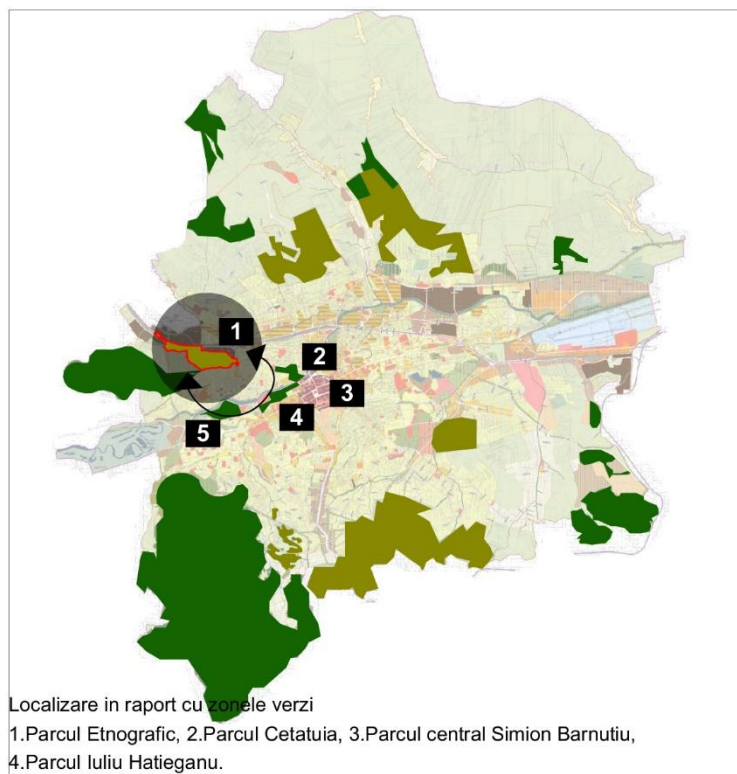 1
2
3
4
5
Localizare in raport cu zonele verzi
1.Parcul Etnografic, 2.Parcul Cetatuia, 3.Parcul central Simion Barnutiu,
4.Parcul Iuliu Hatieganu.